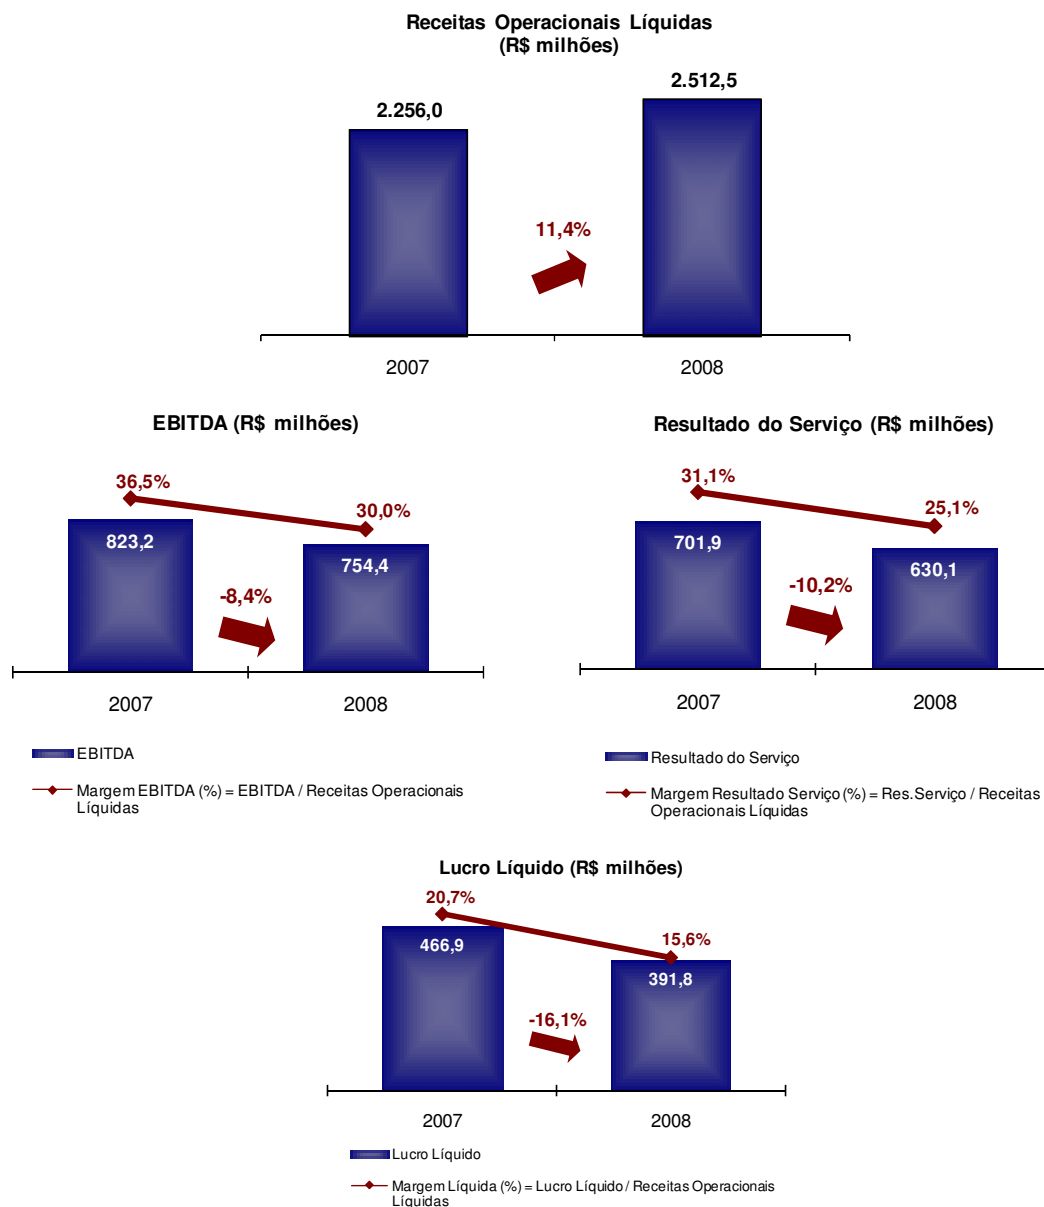 Receitas Operacionais Líquidas
(R$ milhões)
2.256,0
2.512,5
11,4%
2007
2008
EBITDA (R$ milhões)
36,5%
30,0%
823,2
754,4
-8,4%
2007
2008
EBITDA
Margem EBITDA (%) = EBITDA / Receitas Operacionais
Líquidas
Resultado do Serviço (R$ milhões)
31,1%
25,1%
701,9
630,1
-10,2%
2007
2008
Resultado do Serviço
Margem Resultado Serviço (%) = Res.Serviço / Receitas
Operacionais Líquidas
Lucro Líquido (R$ milhões)
20,7%
15,6%
466,9
391,8
-16,1%
2007
2008
Lucro Líquido
Margem Líquida (%) = Lucro Líquido / Receitas Operacionais
Líquidas